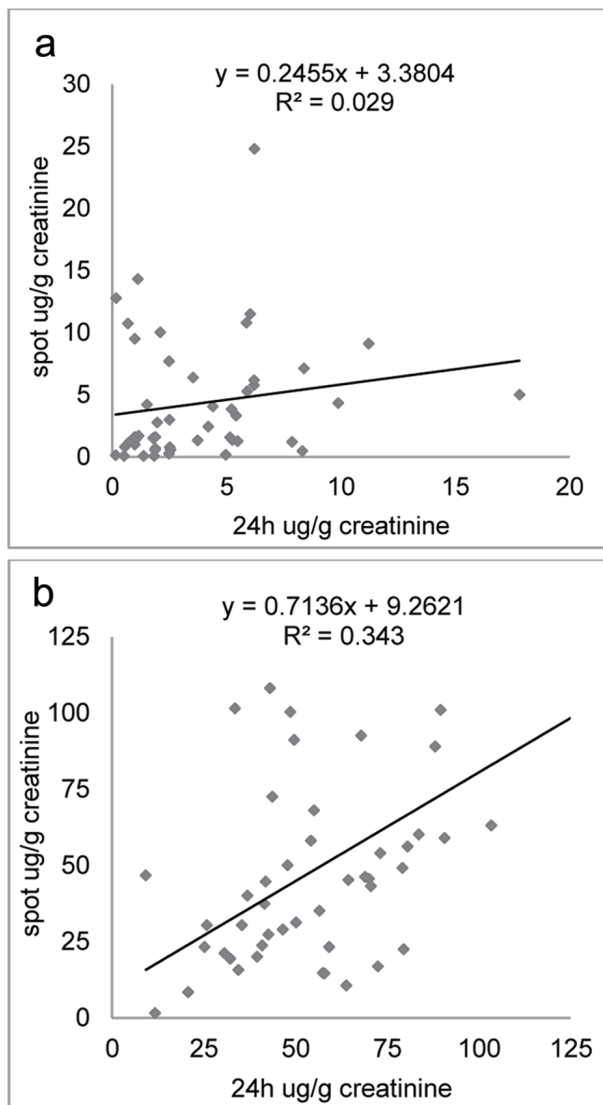 a
y = 0.2455x + 3.3804
R² = 0.029
30
25
20
15
10
5
0
spot ug/g creatinine
0 5 10 15 20
24h ug/g creatinine
b
y = 0.7136x + 9.2621
R² = 0.343
125
100
75
50
25
0
spot ug/g creatinine
0 25 50 75 100 125
24h ug/g creatinine